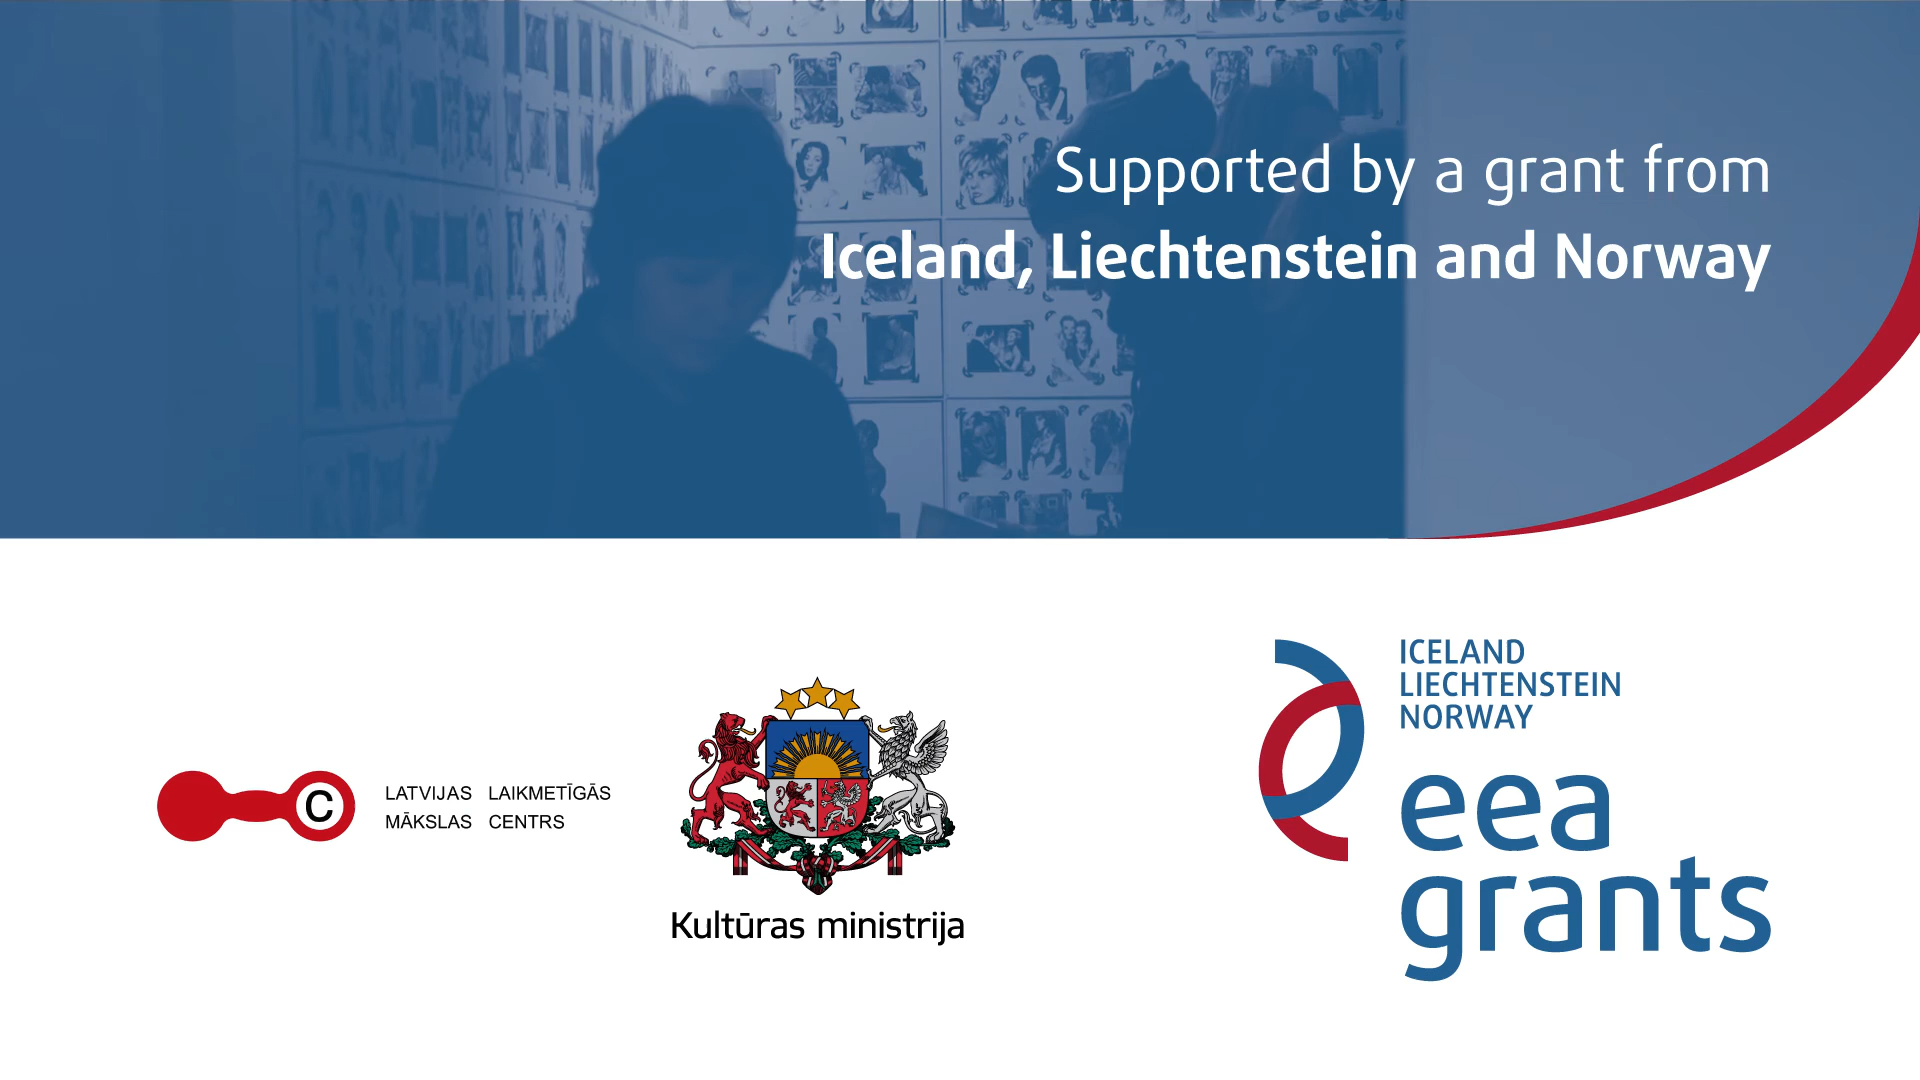 Supported by a grant from
Iceland, Liechtenstein and Norway
C
LATVIJAS LAIKMETĪGĀS
MĀKSLAS CENTRS
Kultūras ministrija
ICELAND
LIECHTENSTEIN
NORWAY
eea
grants